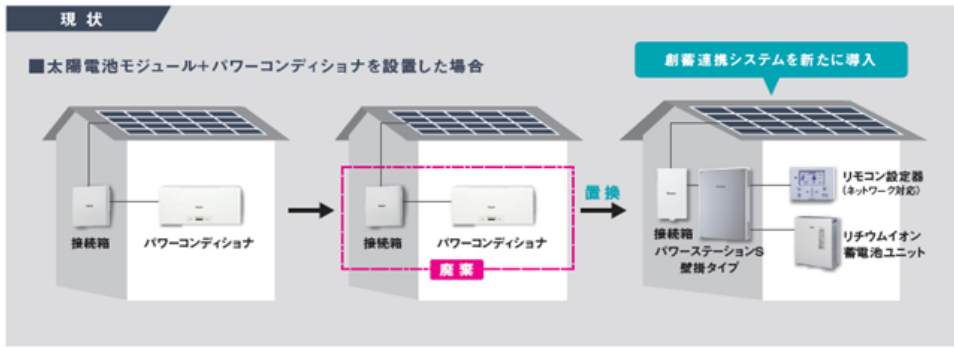 現状
■太陽電池モジュール+パワーコンディショナを設置した場合
創蓄連携システムを新たに導入
接続箱
パワーコンディショナ
接続箱
パワーコンディショナ
廃棄
置換
接続箱
パワーステーションS
壁掛タイプ
リモコン設定器
(ネットワーク対応)
リチウムイオン
蓄電池ユニット